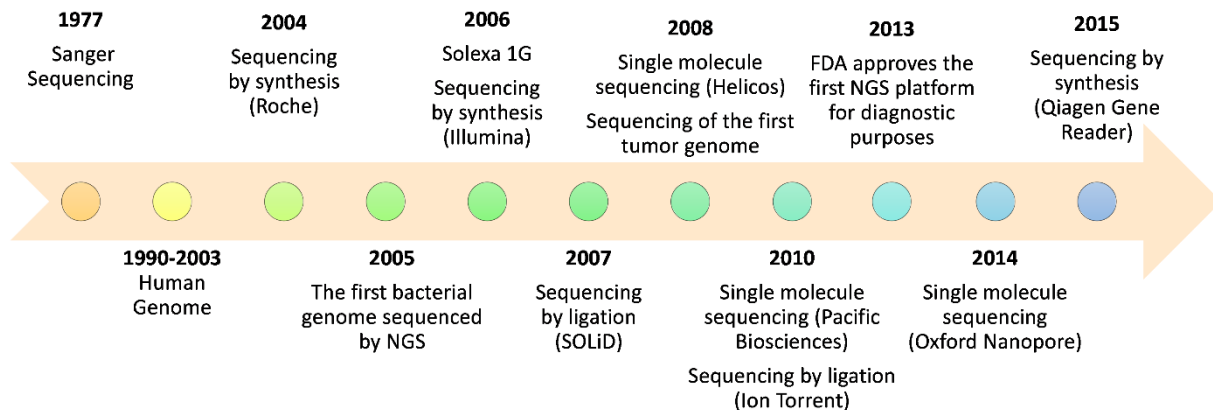 1977
Sanger
Sequencing
2004
Sequencing
by synthesis
(Roche)
2006
Solexa 1G
Sequencing
by synthesis
(Illumina)
2008
Single molecule
sequencing (Helicos)
Sequencing of the first
tumor genome
2013
FDA approves the
first NGS platform
for diagnostic
purposes
2015
Sequencing by
synthesis
(Qiagen Gene
Reader)
1990-2003
Human
Genome
2005
The first bacterial
genome sequenced
by NGS
2007
Sequencing
by ligation
(SOLiD)
2010
Single molecule
sequencing (Pacific
Biosciences)
Sequencing by ligation
(Ion Torrent)
2014
Single molecule
sequencing
(Oxford Nanopore)